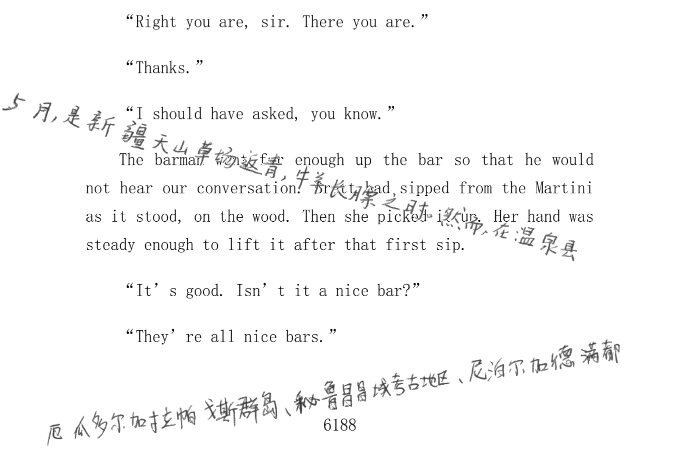 “Right you are, sir. There you are.”
“Thanks.”
“I should have asked, you know.”
5月,是新疆天山草场返青,牛羊长膘之时。然而,在温泉县
The barman went far enough up the bar so that he would
not hear our conversation. Brett had sipped from the Martini
as it stood, on the wood. Then she picked it up. Her hand was
steady enough to lift it after that first sip.
“It’s good. Isn’t it a nice bar?”
“They’re all nice bars.”
厄瓜多尔加拉帕戈斯群岛、秘鲁昌昌城考古地区、尼泊尔加德满都
6188